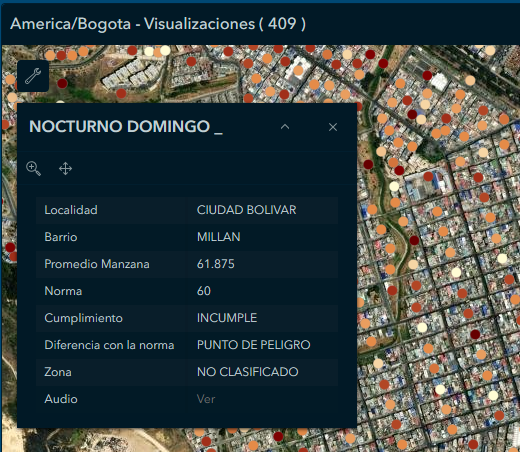 America/Bogota - Visualizaciones ( 409 )
NOCTURNO DOMINGO _
Localidad CIUDAD BOLIVAR
Barrio MILLAN
Promedio Manzana 61.875
Norma 60
Cumplimiento INCUMPLE
Diferencia con la norma PUNTO DE PELIGRO
Zona NO CLASIFICADO
Audio Ver